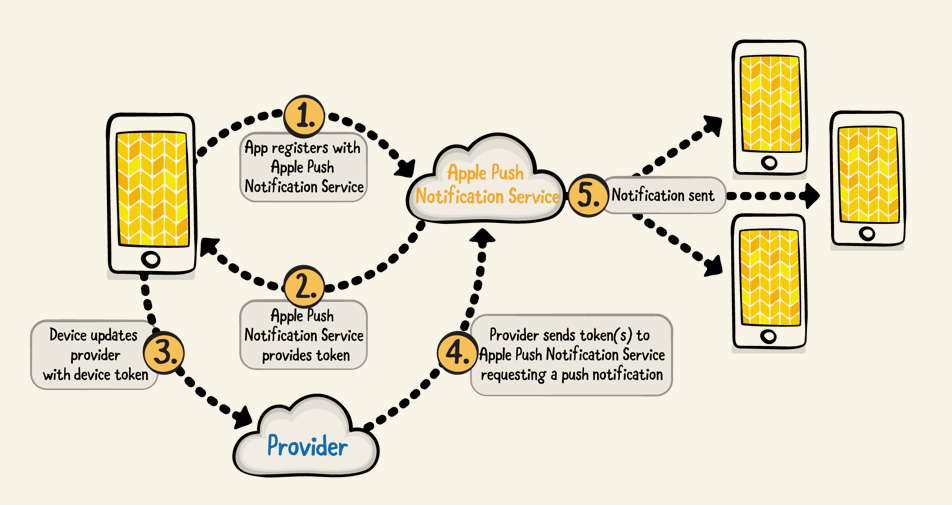 1.
App registers with
Apple Push
Notification Service
Apple Push
Notification Service
5.
Notification sent
2.
Apple Push
Notification Service
provides token
3.
Device updates
provider
with device token
4.
Provider sends token(s) to
Apple Push Notification Service
requesting a push notification
Provider